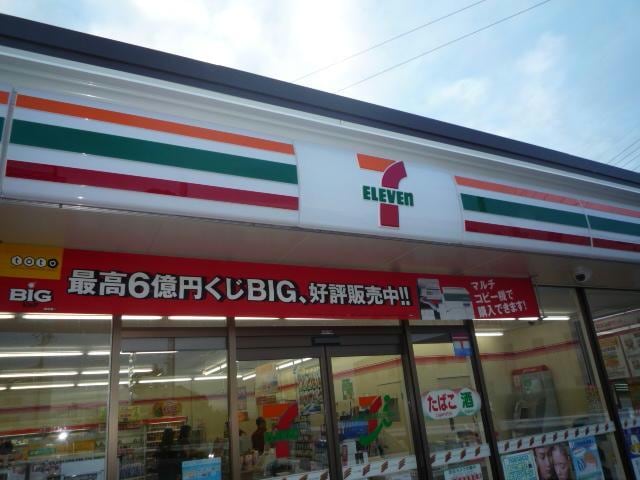 7
ELEVEn
toto
BIG
最高6億円くじBIG、好評販売中!!
マルチ
コピー機で
購入できます!
たばこ
酒